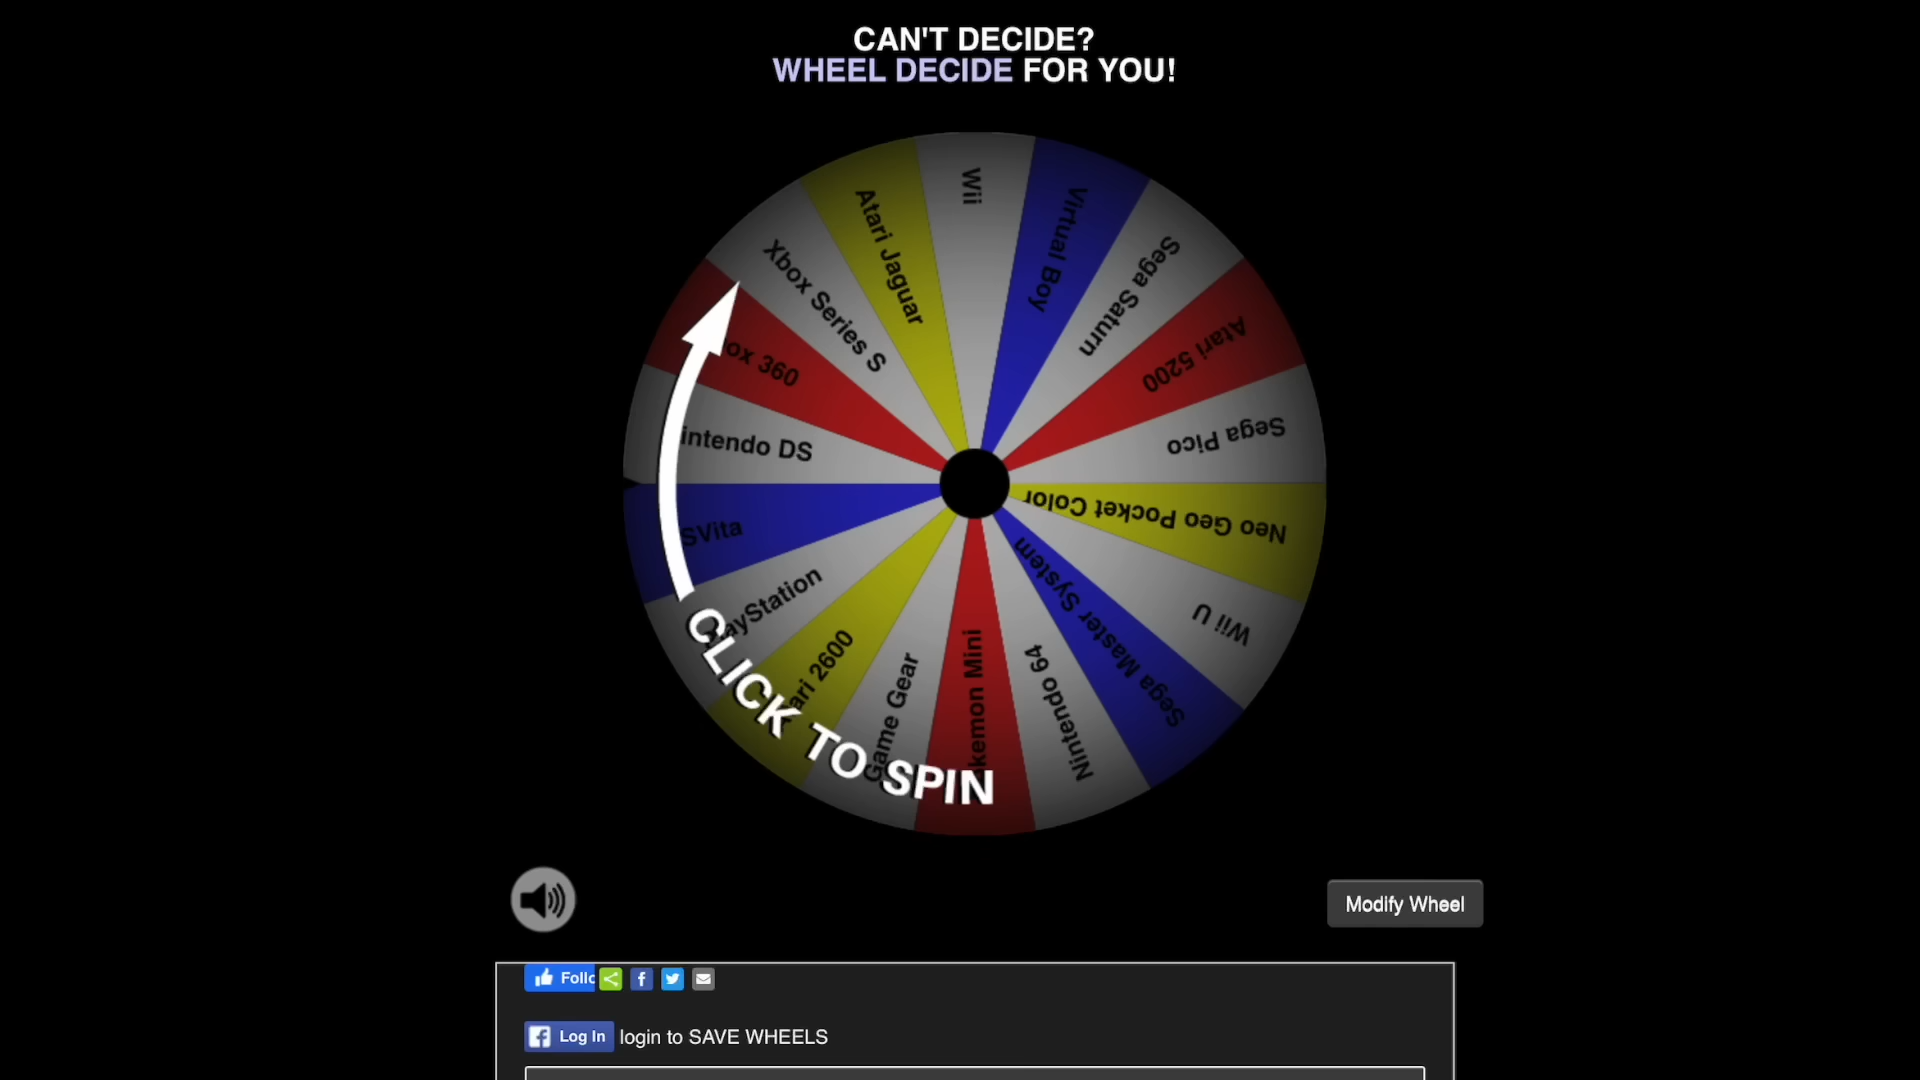 CAN'T DECIDE?
WHEEL DECIDE FOR YOU!
Wii
Virtual Boy
Sega Saturn
Atari 5200
Sega Pico
Neo Geo Pocket Color
Wii U
Sega Master System
Nintendo 64
kemon Mini
Game Gear
ari 2600
ayStation
SVita
intendo DS
ox 360
Xbox Series S
Atari Jaguar
CLICK TO SPIN
Modify Wheel
Follo
Log In login to SAVE WHEELS